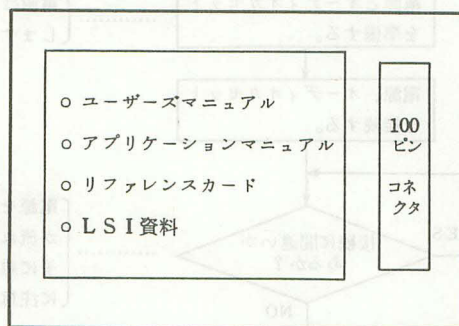 ○ ユーザーズマニュアル
○ アプリケーションマニュアル
○ リファレンスカード
○ LSI資料
100
ピン
コネ
クタ